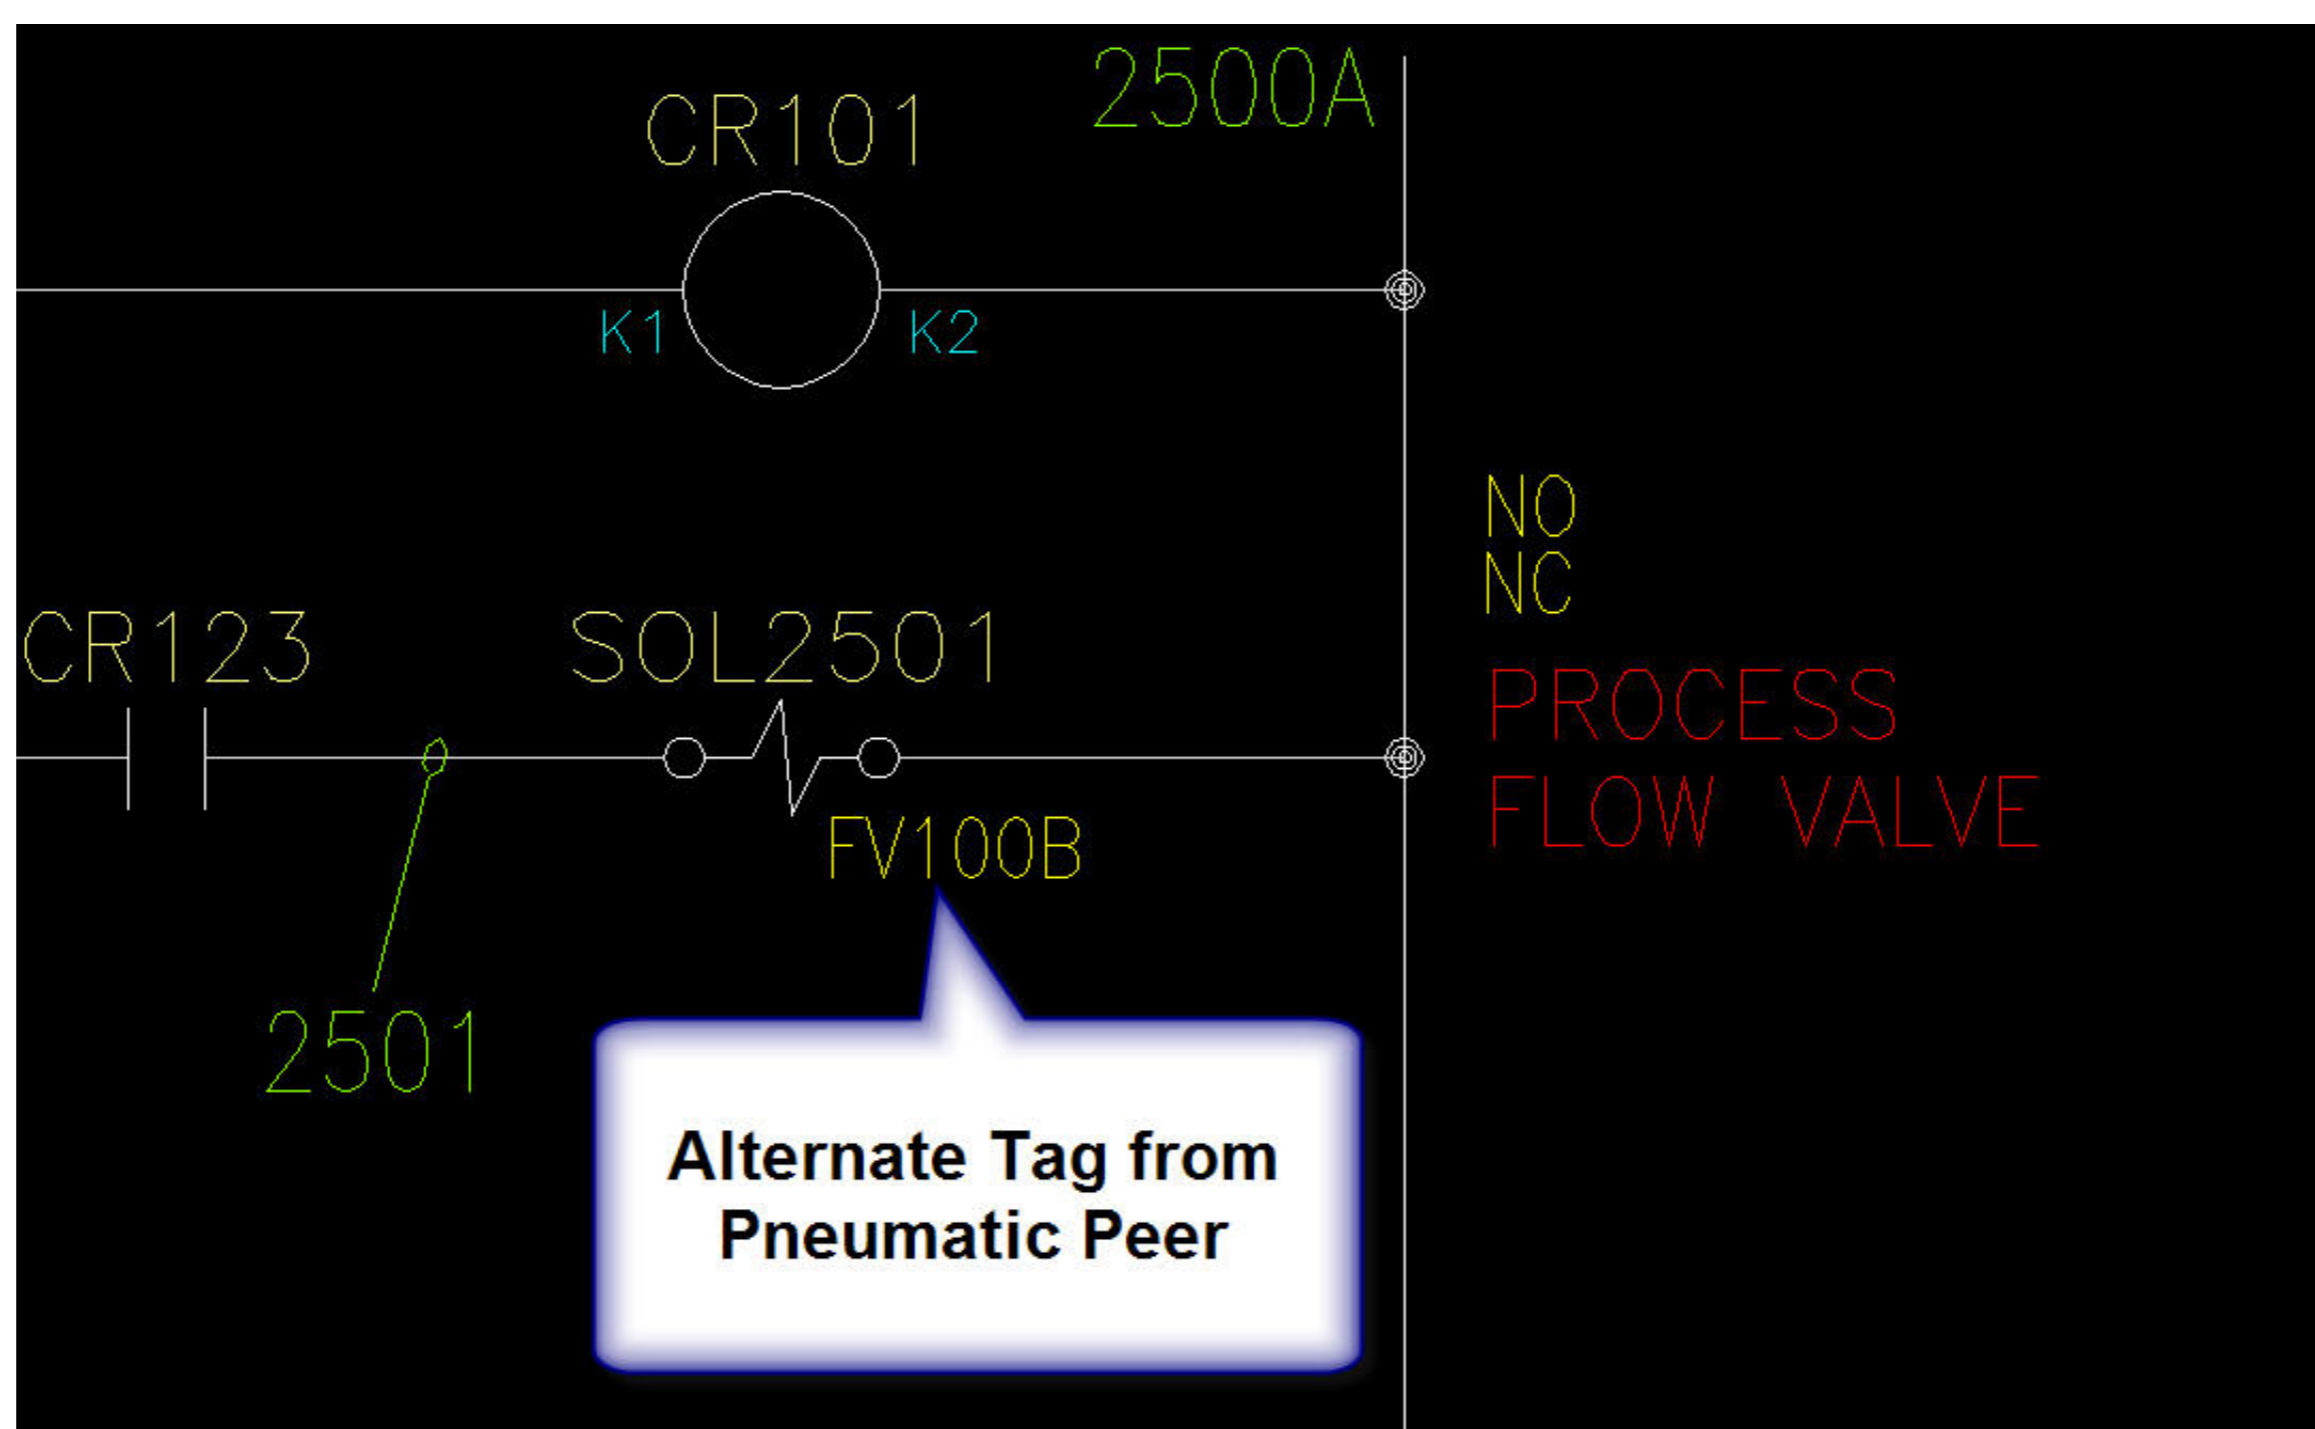 2500A
CR101
K1
K2
NO
NC
CR123
SOL2501
PROCESS
FLOW VALVE
FV100B
2501
Alternate Tag from
Pneumatic Peer